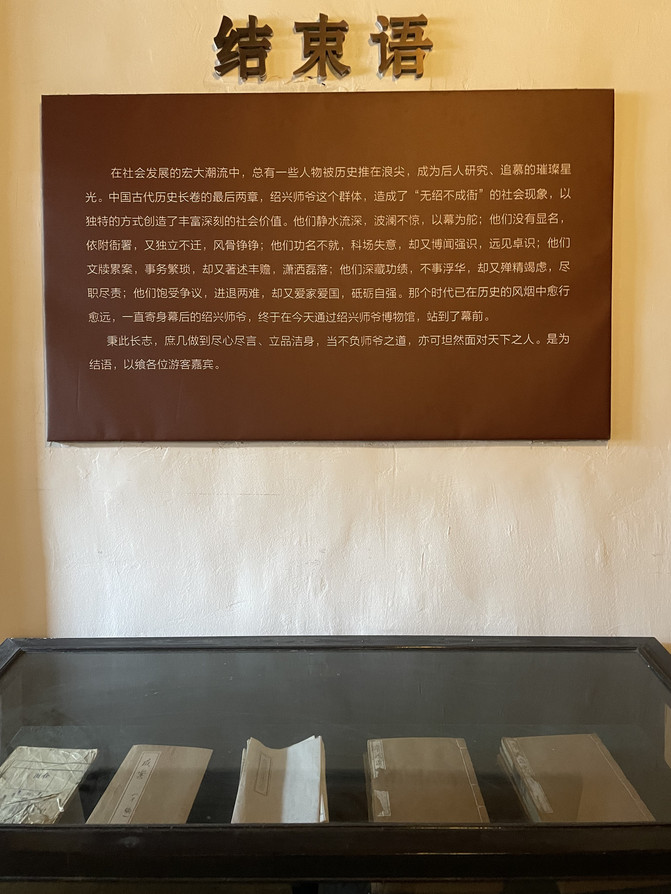 结束语
在社会发展的宏大潮流中，总有一些人物被历史推在浪尖，成为后人研究、追慕的璀璨星
光。中国古代历史长卷的最后两章，绍兴师爷这个群体，造成了“无绍不成衙”的社会现象，以
独特的方式创造了丰富深刻的社会价值。他们静水流深，波澜不惊，以幕为舵；他们没有显名，
依附衙署，又独立不迁，风骨铮铮；他们功名不就，科场失意，却又博闻强识，远见卓识；他们
文牍累案，事务繁琐，却又著述丰赡，潇洒磊落；他们深藏功绩，不事浮华，却又殚精竭虑，尽
职尽责；他们饱受争议，进退两难，却又爱家爱国，砥砺自强。那个时代已在历史的风烟中愈行
愈远，一直寄身幕后的绍兴师爷，终于在今天通过绍兴师爷博物馆，站到了幕前。
秉此长志，庶几做到尽心尽言、立品洁身，当不负师爷之道，亦可坦然面对天下之人。是为
结语，以飨各位游客嘉宾。